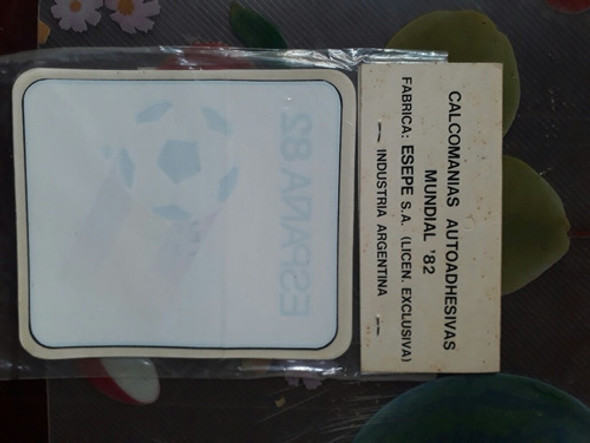 CALCOMANIAS AUTOADHESIVAS
MUNDIAL '82
FABRICA: ESEPE S.A. (LICEN. EXCLUSIVA)
— INDUSTRIA ARGENTINA —
ESPAÑA 82